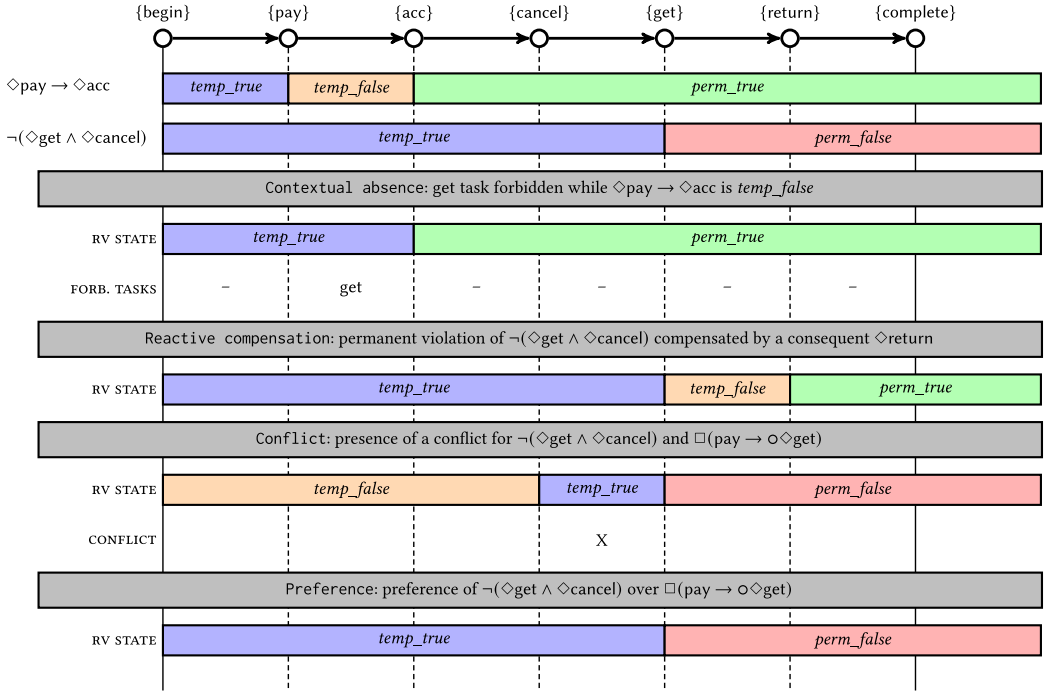 {begin} {pay} {acc} {cancel} {get} {return} {complete}
◇pay → ◇acc temp_true temp_false perm_true
¬(◇get ∧ ◇cancel) temp_true perm_false
Contextual absence: get task forbidden while ◇pay → ◇acc is temp_false
RV STATE temp_true perm_true
FORB. TASKS – get – – – –
Reactive compensation: permanent violation of ¬(◇get ∧ ◇cancel) compensated by a consequent ◇return
RV STATE temp_true temp_false perm_true
Conflict: presence of a conflict for ¬(◇get ∧ ◇cancel) and □(pay → ○◇get)
RV STATE temp_false temp_true perm_false
CONFLICT X
Preference: preference of ¬(◇get ∧ ◇cancel) over □(pay → ○◇get)
RV STATE temp_true perm_false